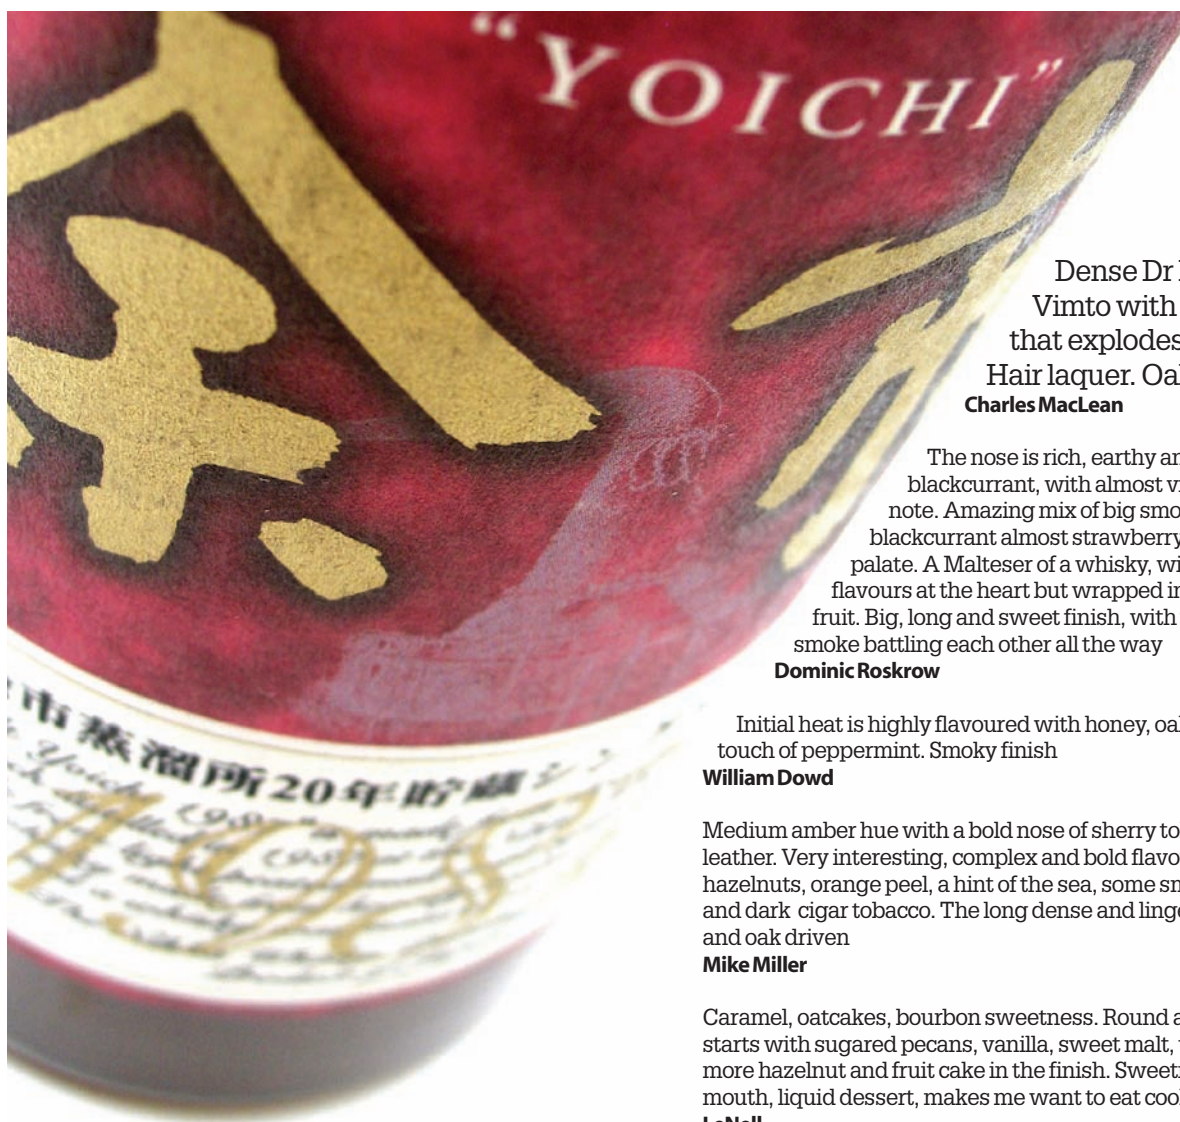 “YOICHI”
市蒸溜所20年貯蔵シ
Yoichi
Dense Dr
Vimto with
that explodes
Hair laquer. Oa
Charles MacLean
The nose is rich, earthy an
blackcurrant, with almost v
note. Amazing mix of big smo
blackcurrant almost strawberry
palate. A Malteser of a whisky, wi
flavours at the heart but wrapped in
fruit. Big, long and sweet finish, with
smoke battling each other all the way
Dominic Roskrow
Initial heat is highly flavoured with honey, oa
touch of peppermint. Smoky finish
William Dowd
Medium amber hue with a bold nose of sherry to
leather. Very interesting, complex and bold flavo
hazelnuts, orange peel, a hint of the sea, some sm
and dark cigar tobacco. The long dense and linge
and oak driven
Mike Miller
Caramel, oatcakes, bourbon sweetness. Round a
starts with sugared pecans, vanilla, sweet malt,
more hazelnut and fruit cake in the finish. Sweet
mouth, liquid dessert, makes me want to eat coo
LeNell